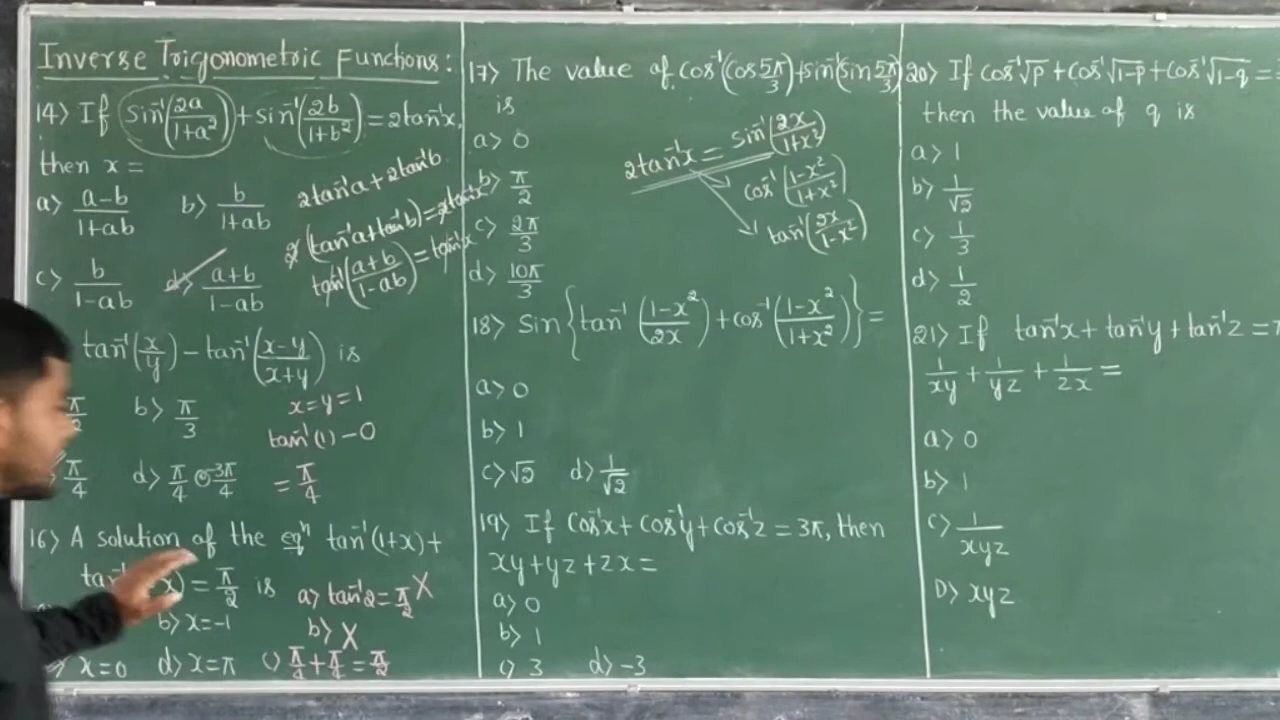 Inverse Trigonometric Functions:
14> If sin⁻¹(2a/(1+a²)) + sin⁻¹(2b/(1+b²)) = 2tan⁻¹x,
then x =
a> (a-b)/(1+ab) b> b/(1+ab)
c> b/(1-ab) d> (a+b)/(1-ab)
2tan⁻¹a + 2tan⁻¹b
2(tan⁻¹a + tan⁻¹b) = 2tan⁻¹x
tan⁻¹((a+b)/(1-ab)) = tan⁻¹x
tan⁻¹(x/y) - tan⁻¹((x-y)/(x+y)) is
b> π/3
π/4 d> π/4 or -3π/4
x=y=1
tan⁻¹(1) - 0
= π/4
16> A solution of the eqⁿ tan⁻¹(1+x) +
x) = π/2 is
b> x=-1
x=0 d> x=π
a> tan⁻¹2 = π/2 X
b> X
c) π/4 + π/4 = π/2
17> The value of cos⁻¹(cos 5π/3) + sin⁻¹(sin 5π/3)
is
a> 0
b> π/2
c> 2π/3
d> 10π/3
2tan⁻¹x = sin⁻¹(2x/(1+x²))
cos⁻¹((1-x²)/(1+x²))
tan⁻¹(2x/(1-x²))
18> Sin{tan⁻¹((1-x²)/2x) + cos⁻¹((1-x²)/(1+x²))} =
a> 0
b> 1
c> √2 d> 1/√2
19> If Cos⁻¹x + cos⁻¹y + cos⁻¹z = 3π, then
xy + yz + zx =
a> 0
b> 1
c) 3 d> -3
20> If cos⁻¹√p + cos⁻¹√(1-p) + cos⁻¹√(1-q) =
then the value of q is
a> 1
b> 1/√2
c> 1/3
d> 1/2
21> If tan⁻¹x + tan⁻¹y + tan⁻¹z =
1/xy + 1/yz + 1/zx =
a> 0
b> 1
c> 1/xyz
D> xyz